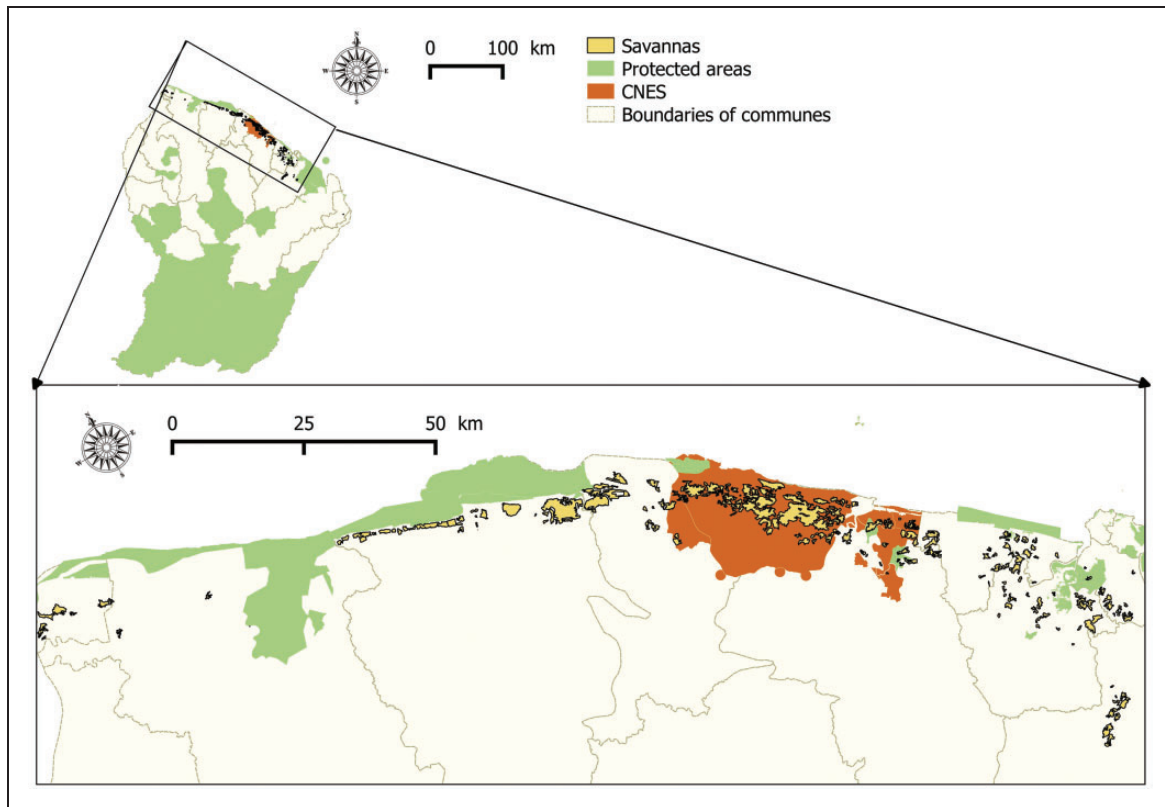 N
W
E
S
0 100 km
Savannas
Protected areas
CNES
Boundaries of communes
0 25 50 km
N
E
W
S